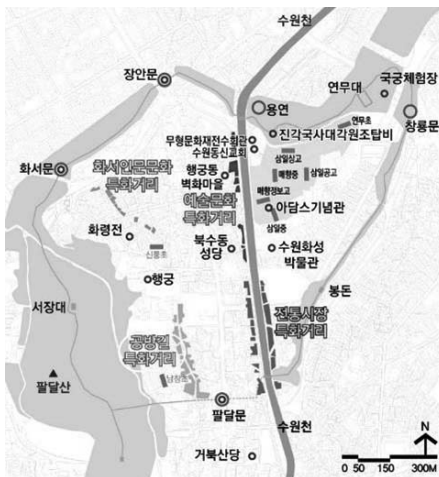 수원천
장안문
용연
연무대
국궁체험장
연무초
창룡문
무형문화재전수회관
수원동신교회
진각국사대각원조탑비
삼일상고
화서문
화서인문문화
특화거리
행궁동
벽화마을
매향중
삼일공고
예술문화
특화거리
매향정보고
아담스기념관
삼일중
화령전
신풍초
북수동
성당
수원화성
박물관
행궁
서장대
봉돈
전통시장
특화거리
공방길
특화거리
팔달산
남창초
팔달문
수원천
거북산당
N
0 50 150 300M